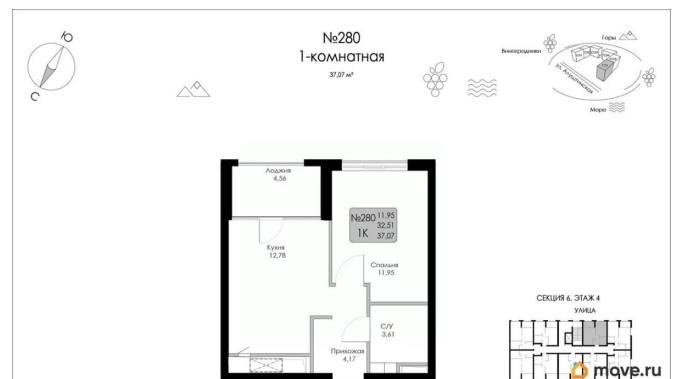 Ю
С
№280
1-комнатная
37,07 м²
Горы
Виноградники
ул. Алуштинская
Море
Лоджия
4,56
№280 11.95
32.51
1К 37.07
Кухня
12,78
Спальня
11,95
С/У
3,61
Прихожая
4,17
СЕКЦИЯ 6, ЭТАЖ 4
УЛИЦА
move.ru